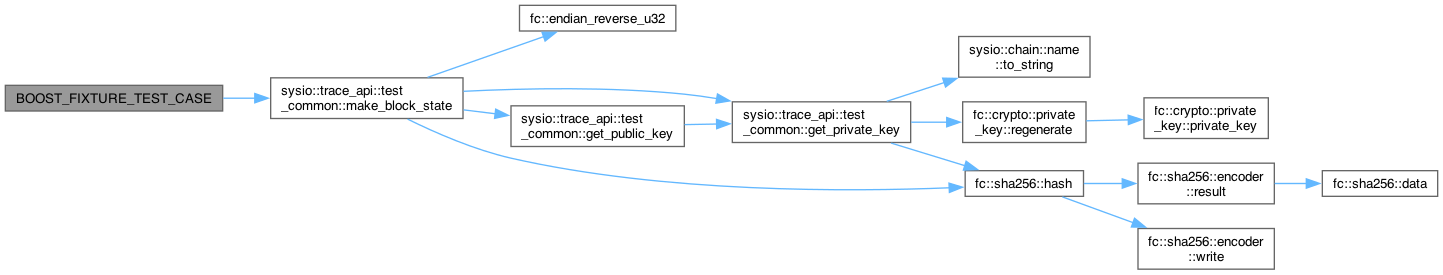 BOOST_FIXTURE_TEST_CASE
sysio::trace_api::test
_common::make_block_state
fc::endian_reverse_u32
sysio::trace_api::test
_common::get_public_key
sysio::trace_api::test
_common::get_private_key
sysio::chain::name
::to_string
fc::crypto::private
_key::regenerate
fc::crypto::private
_key::private_key
fc::sha256::hash
fc::sha256::encoder
::result
fc::sha256::data
fc::sha256::encoder
::write